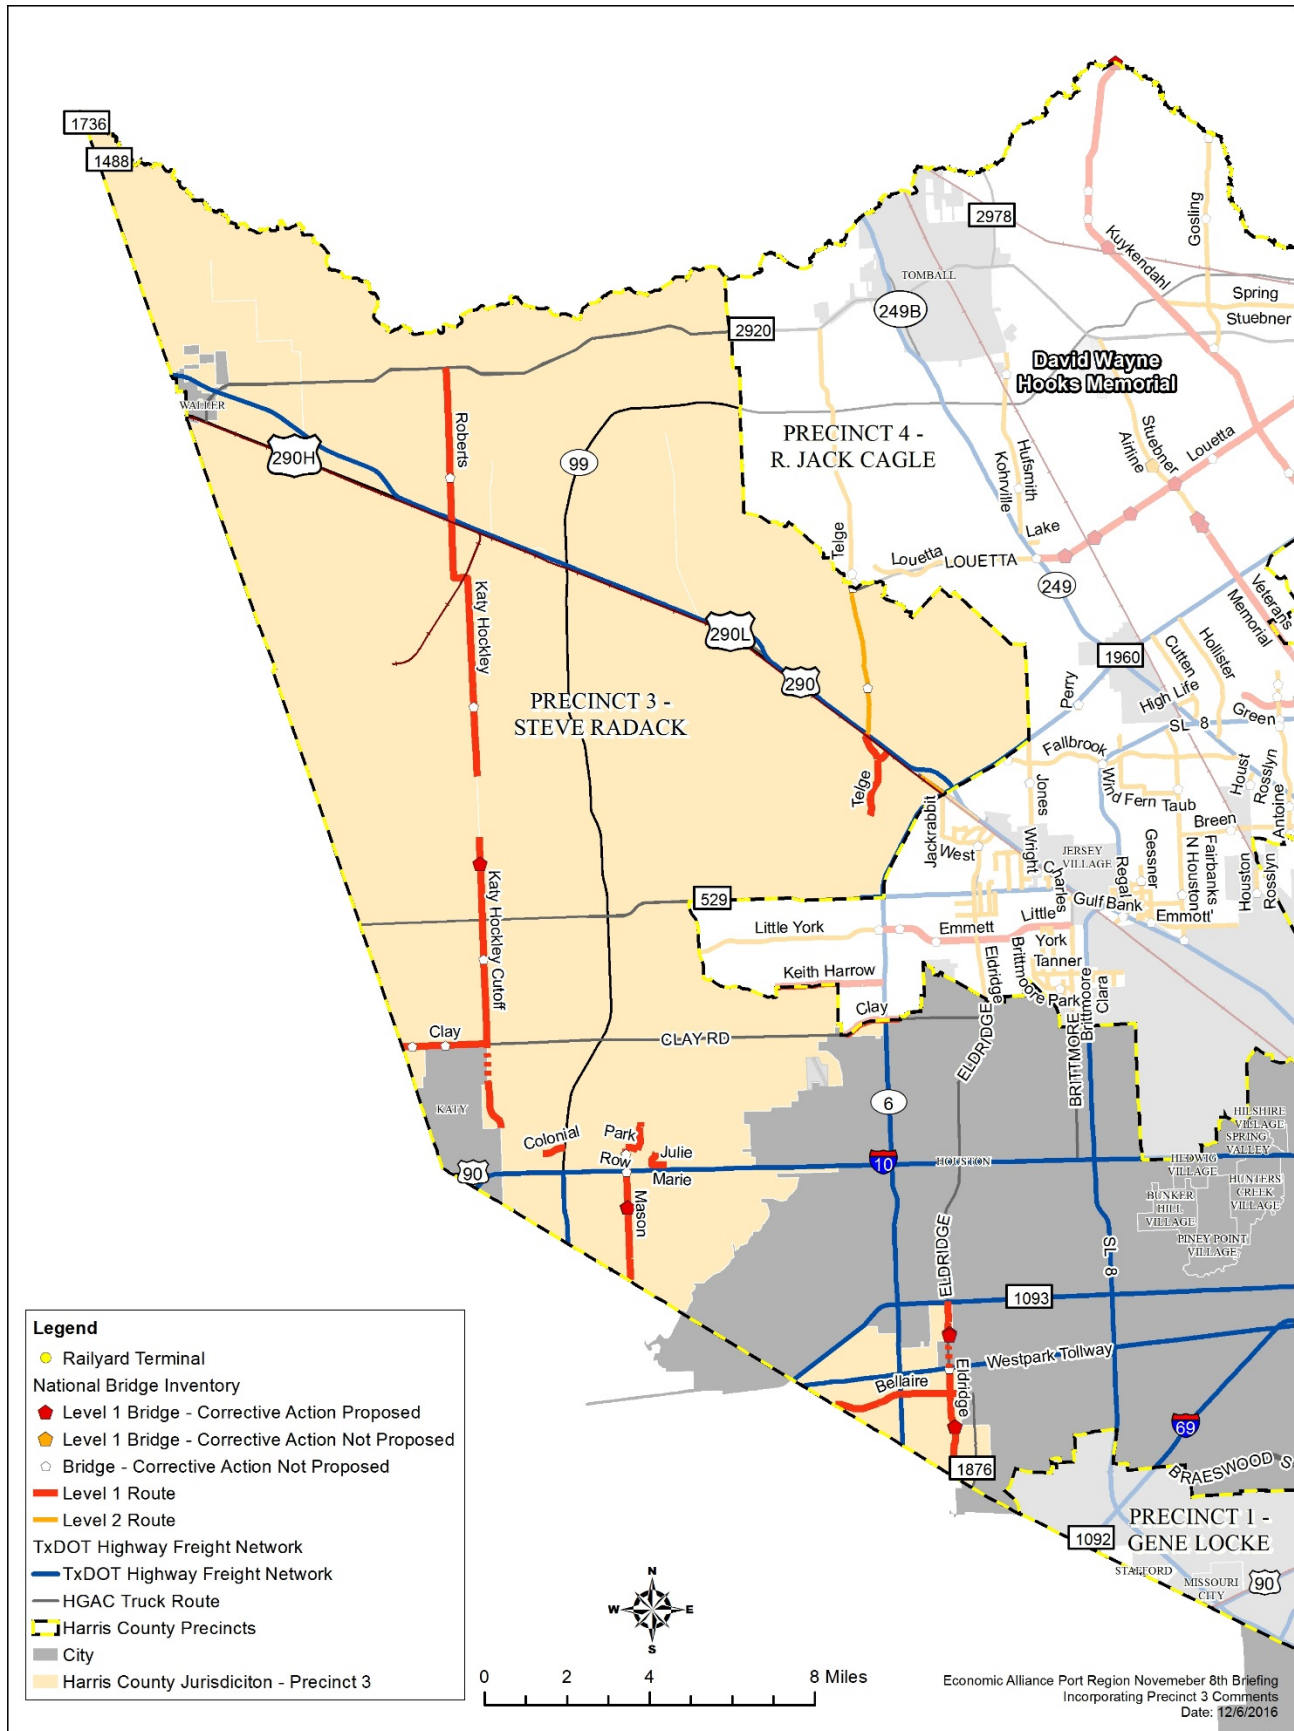 1736
1488
2978
Gosling
Kuykendahl
TOMBALL
249B
Spring
Stuebner
2920
David Wayne
Hooks Memorial
WALLER
290H
Roberts
99
PRECINCT 4 -
R. JACK CAGLE
Hufsmith
Kohrville
Stuebner
Airline
Louetta
Lake
Telge
Louetta
LOUETTA
249
Katy Hockley
290L
290
PRECINCT 3 -
STEVE RADACK
1960
Veterans
Memorial
Cutten
Hollister
Perry
High Life
SL 8
Green
Fallbrook
Telge
Jones
Wind Fern
Taub
Houst
Rosslyn
Antoine
Breen
Jackrabbit
West
Wright
JERSEY
VILLAGE
Charles
Regal
Gessner
N Houston
Fairbanks
Houston
Rosslyn
529
Katy Hockley Cutoff
Little York
Emmett
Little
York
Gulf Bank
Emmott'
Tanner
Keith Harrow
Eldridge
Brittmoore
Park
Brittmoore
Clara
Clay
Clay
CLAY RD
ELDRIDGE
BRITTMORE
6
KATY
Colonial
Park
Row
Julie
Marie
90
Mason
10
HOUSTON
HILSHIRE
VILLAGE
SPRING
VALLEY
HEDWIG
VILLAGE
HUNTERS
CREEK
VILLAGE
BUNKER
HILL
VILLAGE
PINEY POINT
VILLAGE
ELDRIDGE
SL 8
1093
Westpark Tollway
Bellaire
Eldridge
69
1876
BRAESWOOD S
PRECINCT 1 -
GENE LOCKE
1092
STAFFORD
MISSOURI
CITY
90
Legend
Railyard Terminal
National Bridge Inventory
Level 1 Bridge - Corrective Action Proposed
Level 1 Bridge - Corrective Action Not Proposed
Bridge - Corrective Action Not Proposed
Level 1 Route
Level 2 Route
TxDOT Highway Freight Network
TxDOT Highway Freight Network
HGAC Truck Route
Harris County Precincts
City
Harris County Jurisdiciton - Precinct 3
N
W E
S
0 2 4 8 Miles
Economic Alliance Port Region Novemeber 8th Briefing
Incorporating Precinct 3 Comments
Date: 12/6/2016